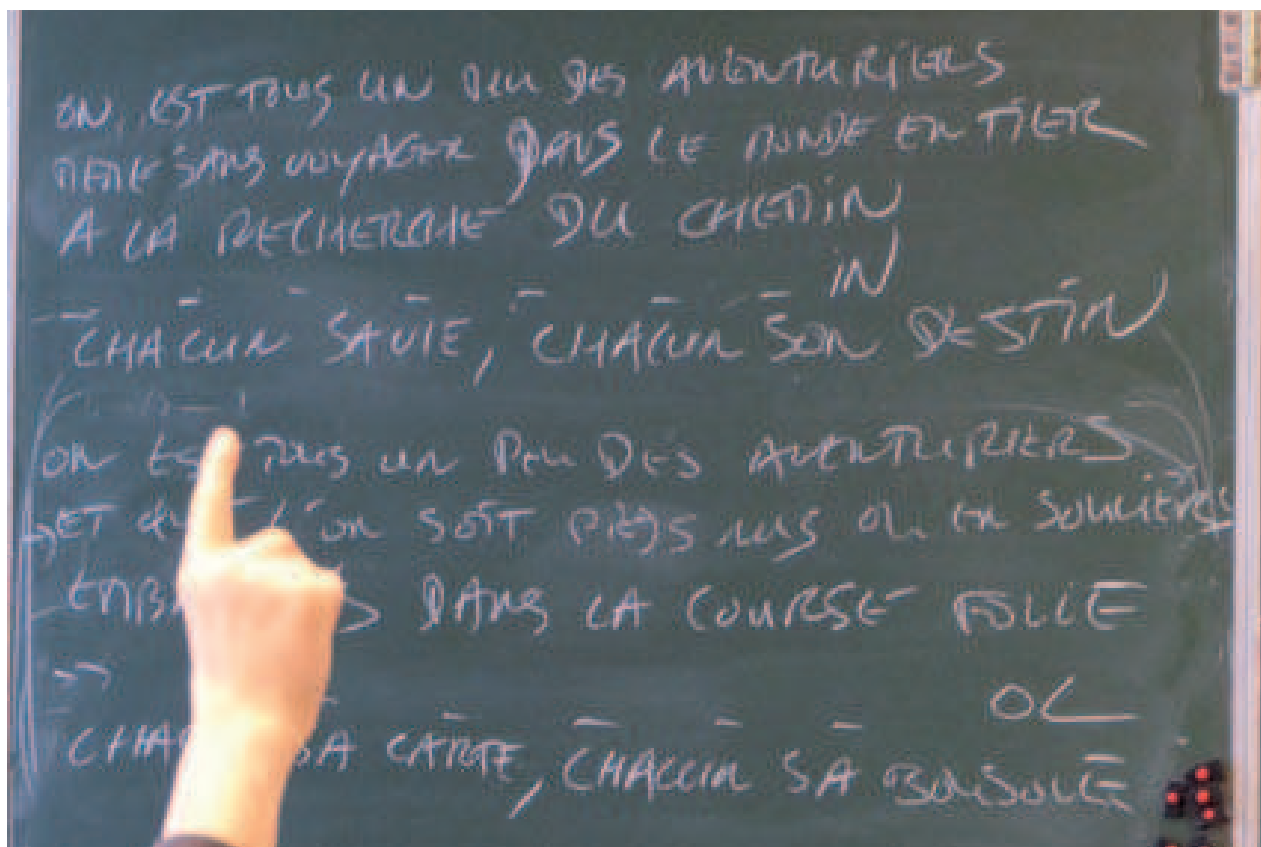 ON EST TOUS UN PEU DES AVENTURIERS
MEME SANS VOYAGER DANS LE MONDE ENTIER
A LA RECHERCHE DU CHEMIN
IN
CHACUN SA VIE, CHACUN SON DESTIN
ON EST TOUS UN PEU DES AVENTURIERS
ET L'ON SOIT PIEDS NUS OU EN
DANS LA COURSE FOLLE
OL
SA CARTE, CHACUN SA BOUSSOLE